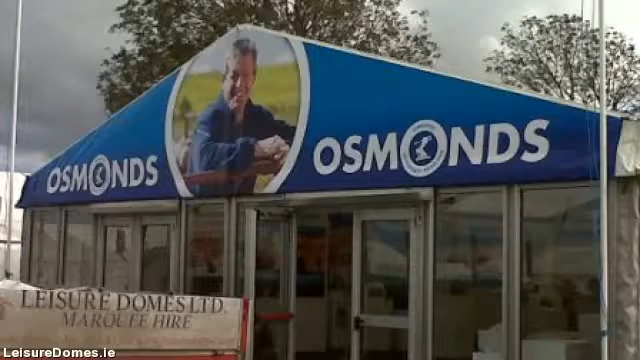 OSMONDS
OSMONDS
LEISURE DOMES LTD.
MARQUEE HIRE
LeisureDomes.ie